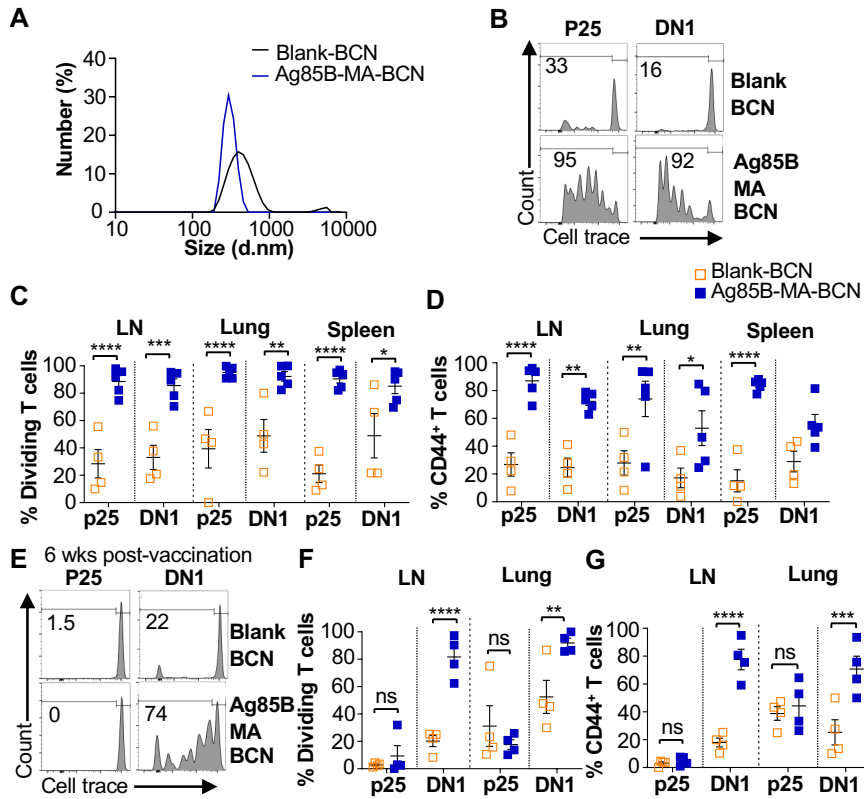 A
Blank-BCN
Ag85B-MA-BCN
Number (%)
40
30
20
10
0
10
100
1000
10000
Size (d.nm)
B
P25
DN1
33
16
Blank
BCN
95
92
Ag85B
MA
BCN
Count
Cell trace
Blank-BCN
Ag85B-MA-BCN
C
LN
Lung
Spleen
****
***
****
**
****
*
% Dividing T cells
100
80
60
40
20
0
p25
DN1
p25
DN1
p25
DN1
D
LN
Lung
Spleen
****
**
**
*
****
% CD44+ T cells
100
80
60
40
20
0
p25
DN1
p25
DN1
p25
DN1
E
6 wks post-vaccination
P25
DN1
1.5
22
Blank
BCN
0
74
Ag85B
MA
BCN
Count
Cell trace
F
LN
Lung
ns
****
ns
**
% Dividing T cells
100
80
60
40
20
0
p25
DN1
p25
DN1
G
LN
Lung
ns
****
ns
***
% CD44+ T cells
100
80
60
40
20
0
p25
DN1
p25
DN1